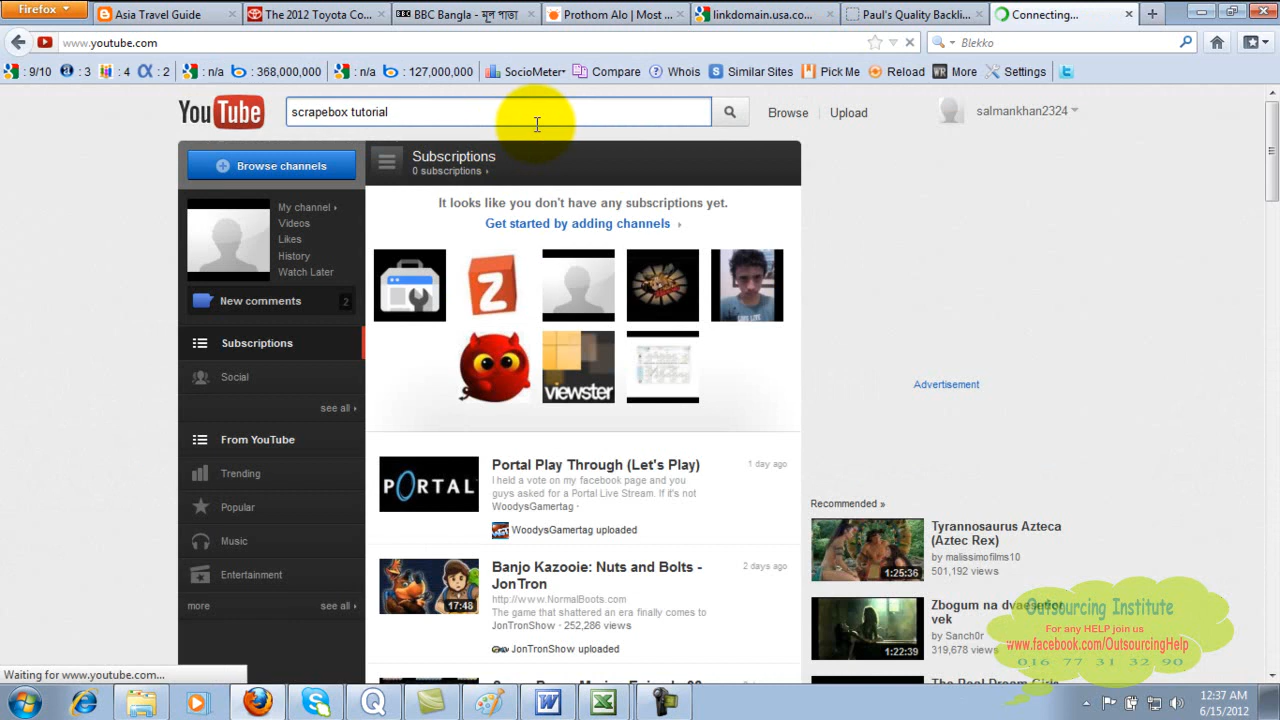 Firefox
Asia Travel Guide
The 2012 Toyota Co...
BBC Bangla - মূল পাতা
Prothom Alo | Most ...
linkdomain.usa.co...
Paul's Quality Backli...
Connecting...
www.youtube.com
Blekko
: 9/10
: 3
: 4
: 2
: n/a
: 368,000,000
: n/a
: 127,000,000
SocioMeter
Compare
Whois
Similar Sites
Pick Me
Reload
More
Settings
YouTube
scrapebox tutorial
Browse
Upload
salmankhan2324
Browse channels
My channel ›
Videos
Likes
History
Watch Later
New comments
2
Subscriptions
Social
see all ›
From YouTube
Trending
Popular
Music
Entertainment
more
see all ›
Subscriptions
0 subscriptions ›
It looks like you don't have any subscriptions yet.
Get started by adding channels ›
viewster
PORTAL
Portal Play Through (Let's Play)
1 day ago
I held a vote on my facebook page and you
guys asked for a Portal Live Stream. If it's not
WoodysGamertag ·
WoodysGamertag uploaded
17:48
Banjo Kazooie: Nuts and Bolts -
JonTron
2 days ago
http://www.NormalBoots.com
The game that shattered an era finally comes to
JonTronShow · 252,286 views
JonTronShow uploaded
Advertisement
Recommended »
1:25:36
Tyrannosaurus Azteca
(Aztec Rex)
by malissimofilms10
501,192 views
1:22:39
Zbogum na dvaesetiot
vek
by Sanch0r
319,678 views
The Real Dream Girls
Outsourcing Institute
For any HELP join us
www.facebook.com/OutsourcingHelp
016 77 31 32 90
Waiting for www.youtube.com...
12:37 AM
6/15/2012